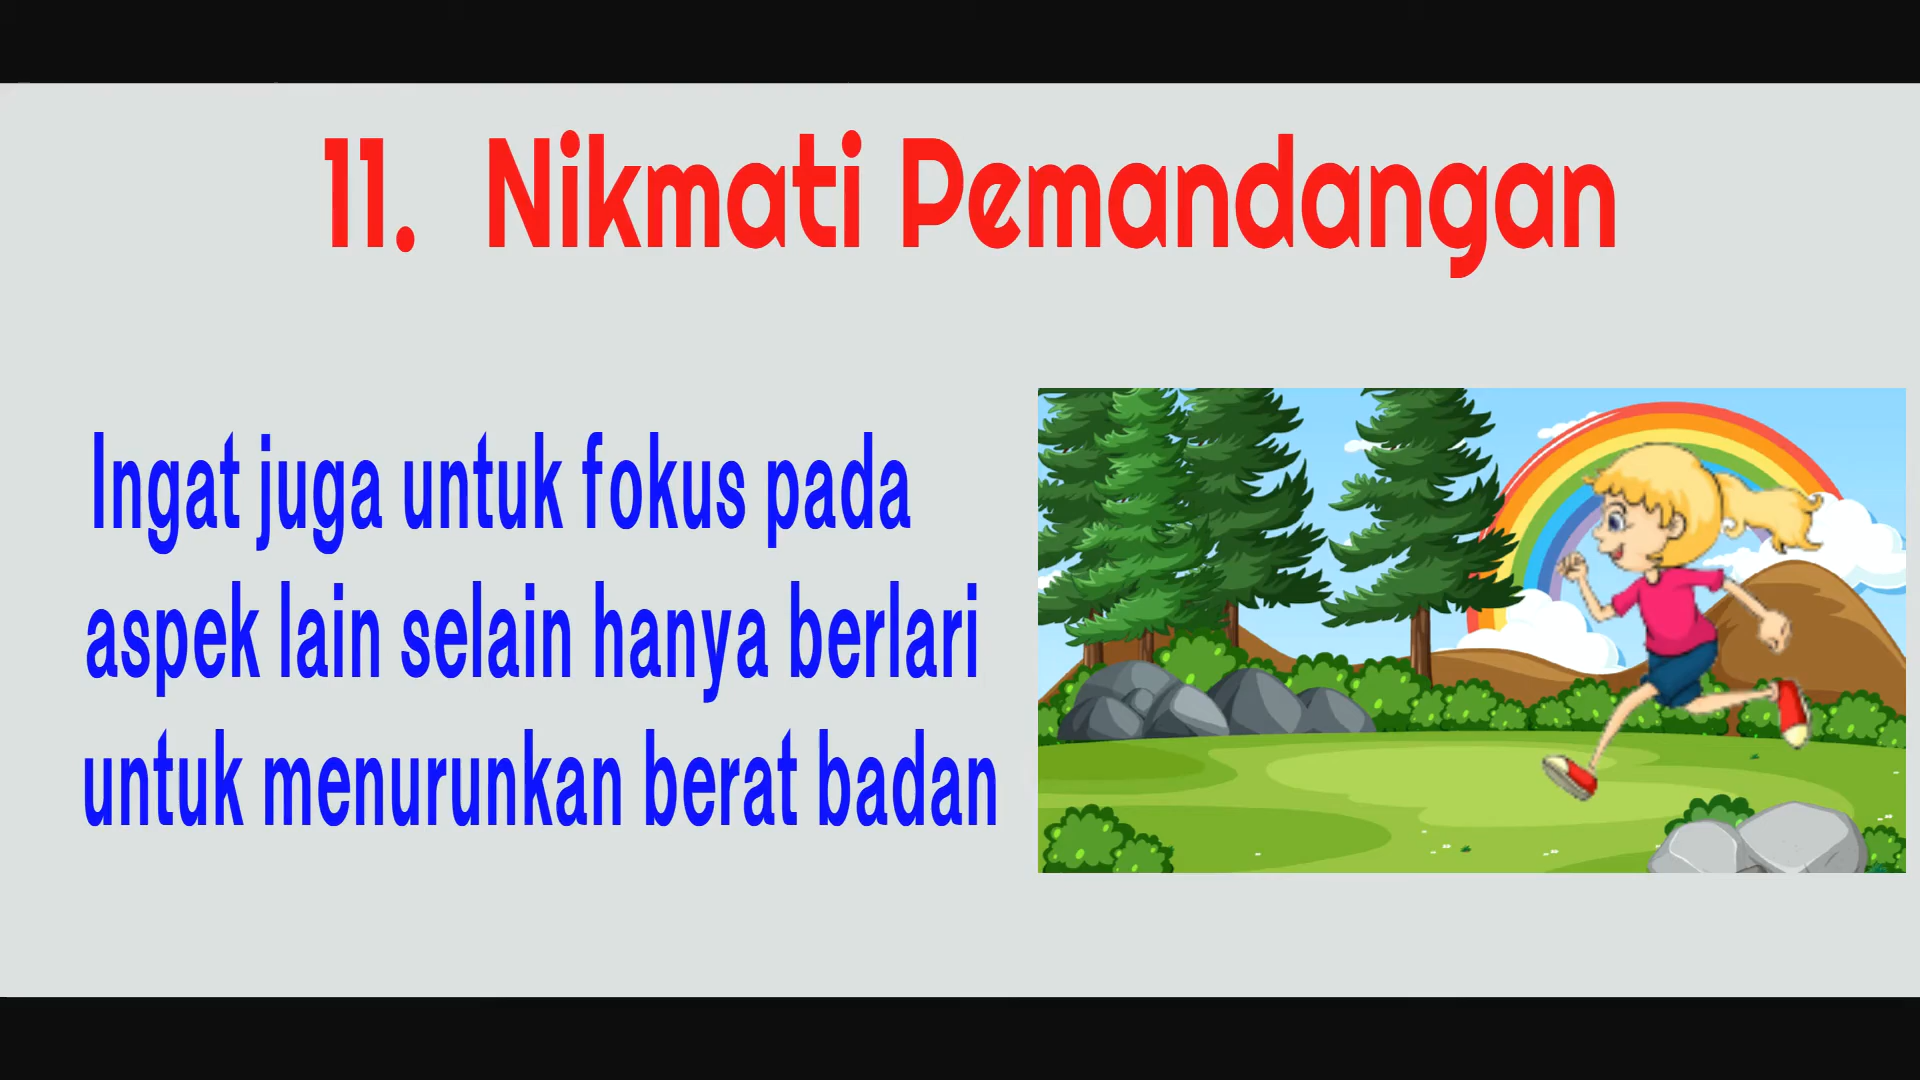 11. Nikmati Pemandangan
Ingat juga untuk fokus pada
aspek lain selain hanya berlari
untuk menurunkan berat badan